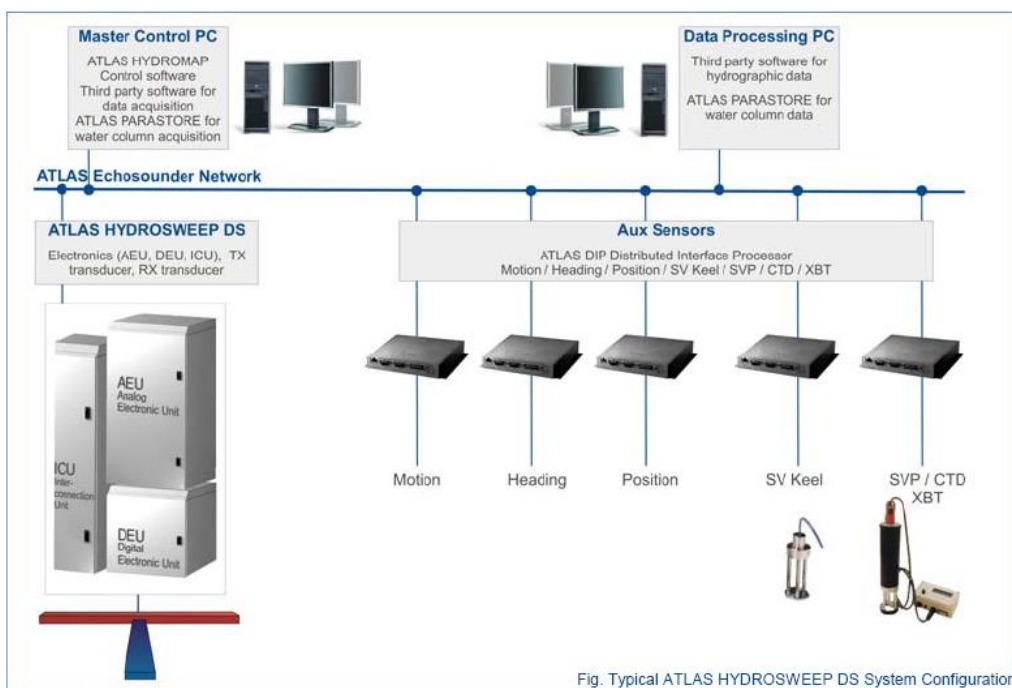 Master Control PC
ATLAS HYDROMAP
Control software
Third party software for
data acquisition
ATLAS PARASTORE for
water column acquisition
Data Processing PC
Third party software for
hydrographic data
ATLAS PARASTORE for
water column data
ATLAS Echosounder Network
ATLAS HYDROSWEEP DS
Electronics (AEU, DEU, ICU), TX
transducer, RX transducer
Aux Sensors
ATLAS DIP Distributed Interface Processor
Motion / Heading / Position / SV Keel / SVP / CTD / XBT
AEU
Analog
Electronic Unit
ICU
Inter-
connection
Unit
DEU
Digital
Electronic Unit
Motion
Heading
Position
SV Keel
SVP / CTD
XBT
Fig. Typical ATLAS HYDROSWEEP DS System Configuration